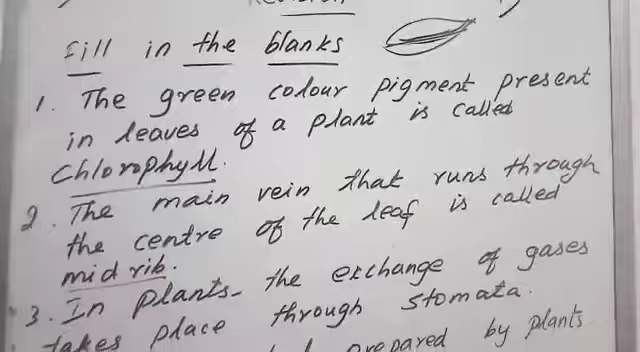 Revision
Fill in the blanks
1. The green colour pigment present
in leaves of a plant is called
Chlorophyll.
2. The main vein that runs through
the centre of the leaf is called
mid rib.
3. In plants, the exchange of gases
takes place through stomata.
prepared by plants